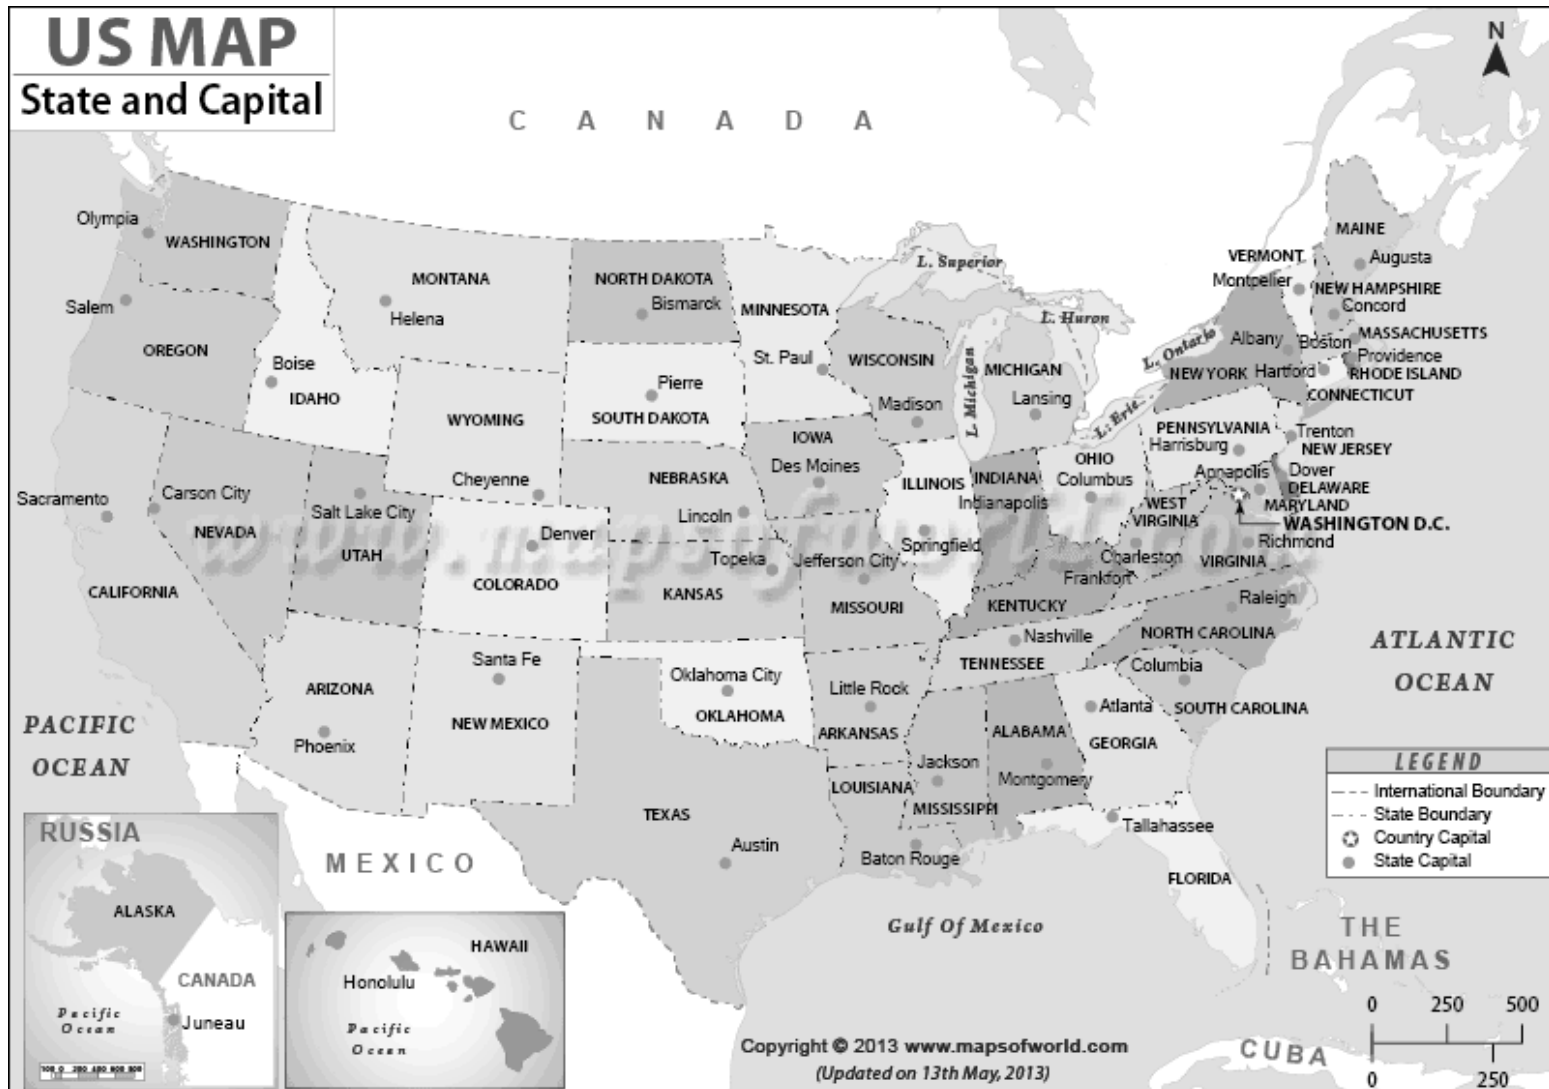 US MAP
State and Capital
N
C A N A D A
Olympia
WASHINGTON
Salem
OREGON
MONTANA
Helena
Boise
IDAHO
NORTH DAKOTA
Bismarck
MINNESOTA
St. Paul
L. Superior
L. Huron
L. Michigan
L. Ontario
L. Erie
WISCONSIN
Madison
MICHIGAN
Lansing
MAINE
Augusta
VERMONT
Montpelier
NEW HAMPSHIRE
Concord
MASSACHUSETTS
Boston
Albany
NEW YORK
Providence
RHODE ISLAND
Hartford
CONNECTICUT
WYOMING
Cheyenne
Pierre
SOUTH DAKOTA
IOWA
Des Moines
NEBRASKA
Lincoln
ILLINOIS
Springfield
INDIANA
Indianapolis
OHIO
Columbus
PENNSYLVANIA
Harrisburg
Trenton
NEW JERSEY
Annapolis
Dover
DELAWARE
MARYLAND
WASHINGTON D.C.
Richmond
VIRGINIA
WEST
VIRGINIA
Charleston
Sacramento
CALIFORNIA
Carson City
NEVADA
Salt Lake City
UTAH
Denver
COLORADO
Topeka
KANSAS
Jefferson City
MISSOURI
Frankfort
KENTUCKY
www.mapsofworld.com
Raleigh
NORTH CAROLINA
Nashville
TENNESSEE
Columbia
SOUTH CAROLINA
ARIZONA
Phoenix
Santa Fe
NEW MEXICO
Oklahoma City
OKLAHOMA
Little Rock
ARKANSAS
Atlanta
GEORGIA
ALABAMA
Montgomery
Jackson
MISSISSIPPI
LOUISIANA
Baton Rouge
TEXAS
Austin
Tallahassee
FLORIDA
PACIFIC
OCEAN
ATLANTIC
OCEAN
M E X I C O
Gulf Of Mexico
THE
BAHAMAS
CUBA
LEGEND
International Boundary
State Boundary
Country Capital
State Capital
RUSSIA
ALASKA
CANADA
Juneau
Pacific
Ocean
100 0 200 400 600 800
HAWAII
Honolulu
Pacific
Ocean
0 250 500
0 250
Copyright © 2013 www.mapsofworld.com
(Updated on 13th May, 2013)